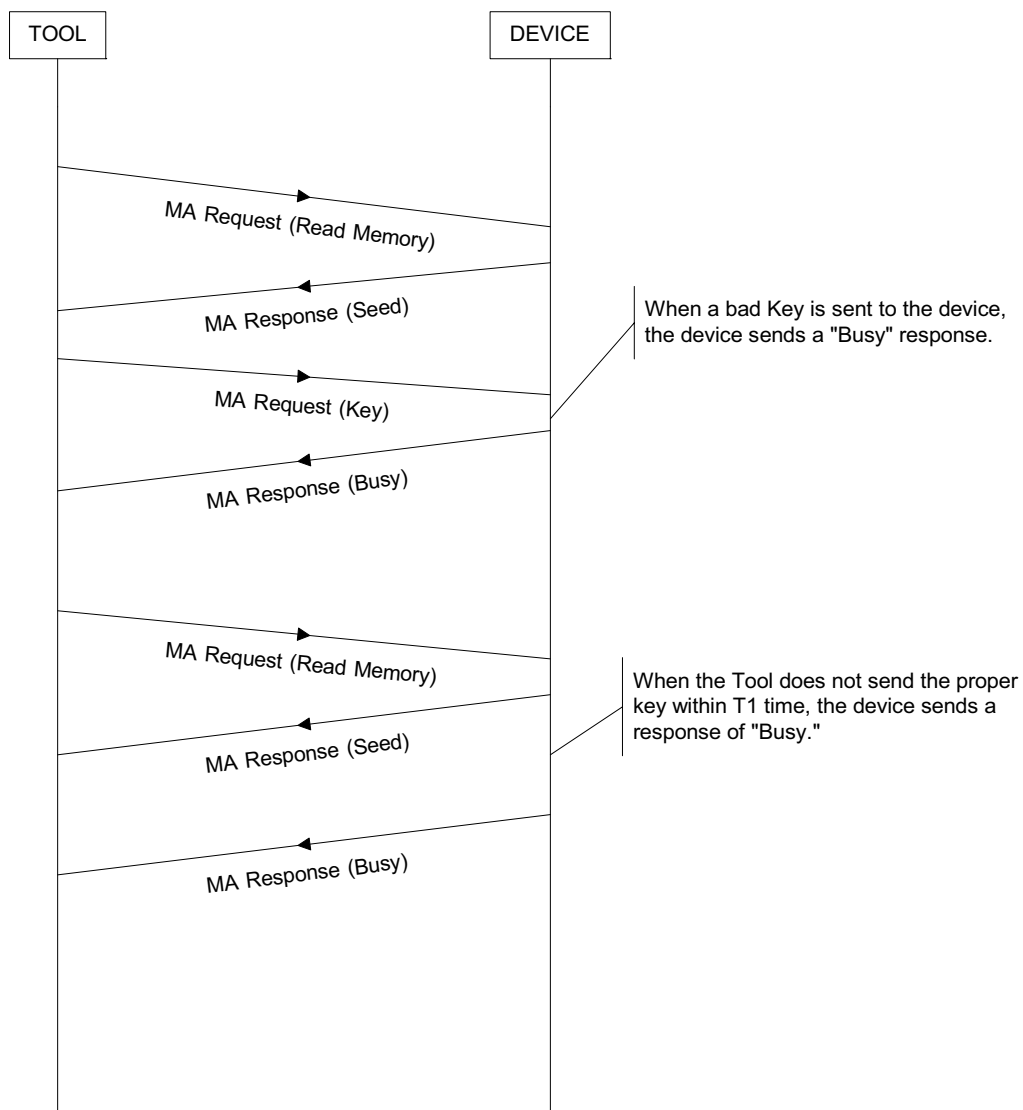 TOOL
DEVICE
MA Request (Read Memory)
MA Response (Seed)
When a bad Key is sent to the device,
the device sends a "Busy" response.
MA Request (Key)
MA Response (Busy)
MA Request (Read Memory)
When the Tool does not send the proper
key within T1 time, the device sends a
response of "Busy."
MA Response (Seed)
MA Response (Busy)